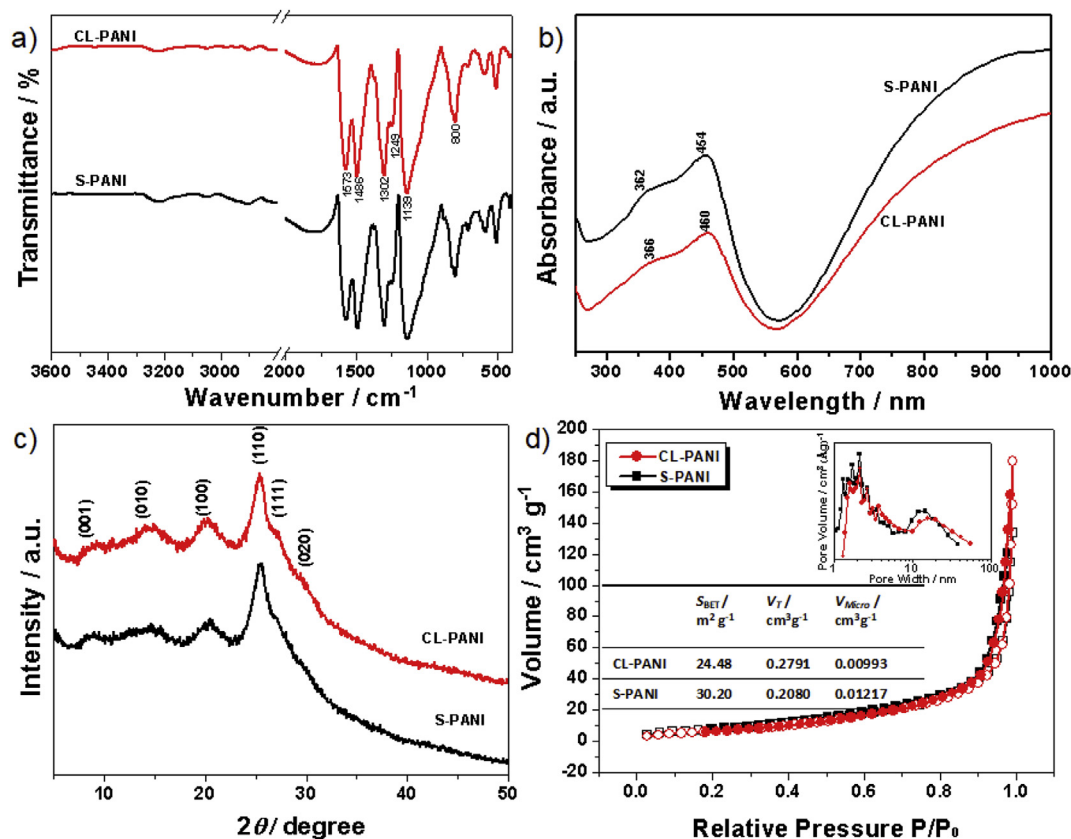 a)
CL-PANI
S-PANI
1573
1486
1302
1249
1139
800
Transmittance / %
3600 3400 3200 3000 1500 1000 500
Wavenumber / cm⁻¹
b)
S-PANI
CL-PANI
362
454
366
460
Absorbance / a.u.
300 400 500 600 700 800 900 1000
Wavelength / nm
c)
(001)
(010)
(100)
(110)
(111)
(020)
CL-PANI
S-PANI
Intensity / a.u.
10 20 30 40 50
2θ/ degree
d)
CL-PANI
S-PANI
Pore Volume / cm³ (Åg)⁻¹
1 10 100
Pore Width / nm
S_BET / V_T / V_Micro /
m² g⁻¹ cm³g⁻¹ cm³g⁻¹
CL-PANI 24.48 0.2791 0.00993
S-PANI 30.20 0.2080 0.01217
Volume / cm³ g⁻¹
200
180
160
140
120
100
80
60
40
20
0
-20
0.0 0.2 0.4 0.6 0.8 1.0
Relative Pressure P/P₀